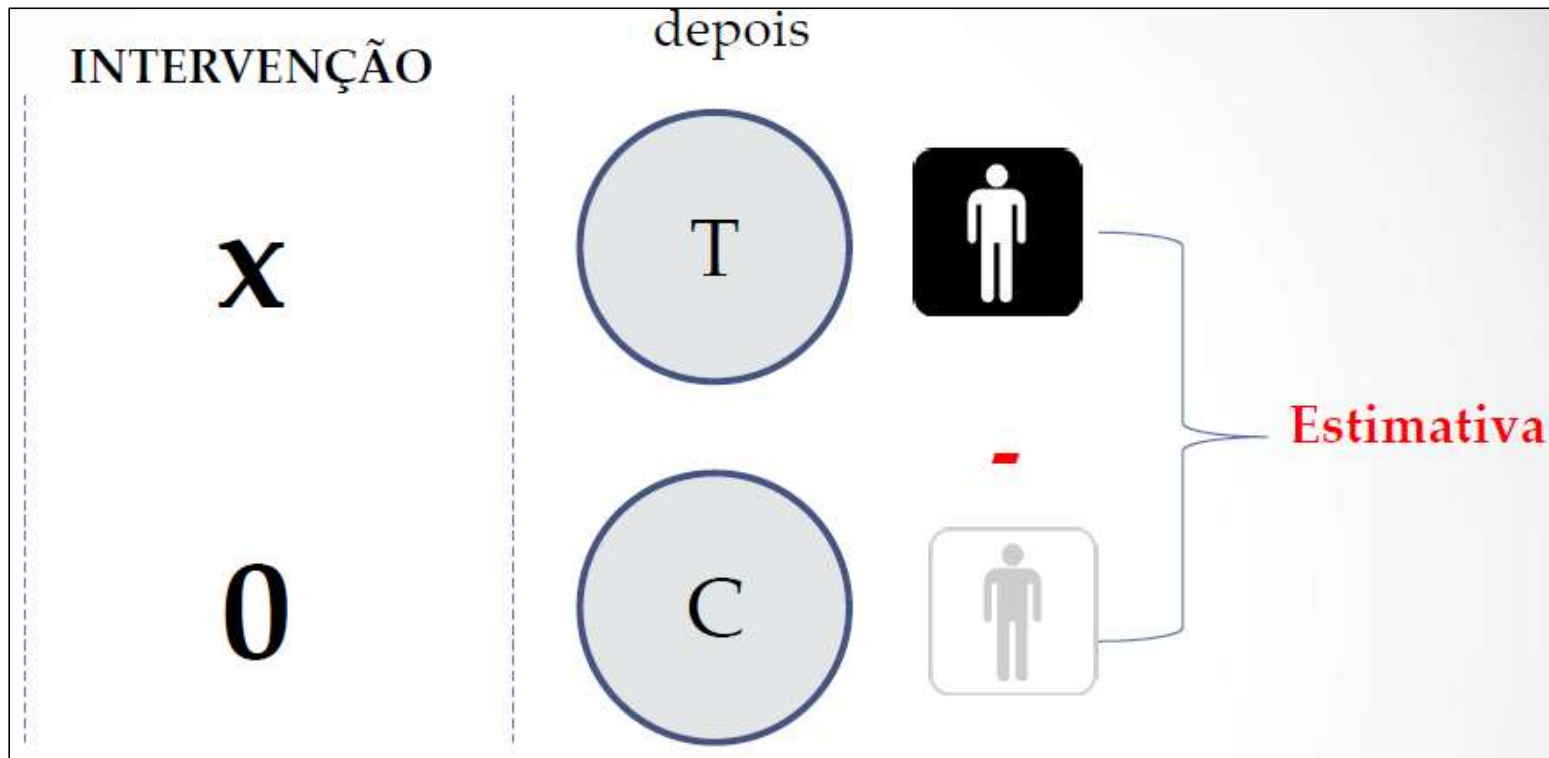 depois
INTERVENÇÃO
x
T
-
Estimativa
0
C